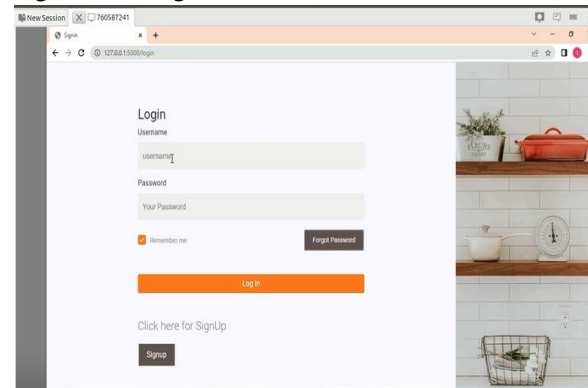 New Session
X
760587241
Signin
127.0.0.1:5000/login
Login
Username
username
Password
Your Password
Remember me
Forgot Password
Log In
Click here for SignUp
Signup